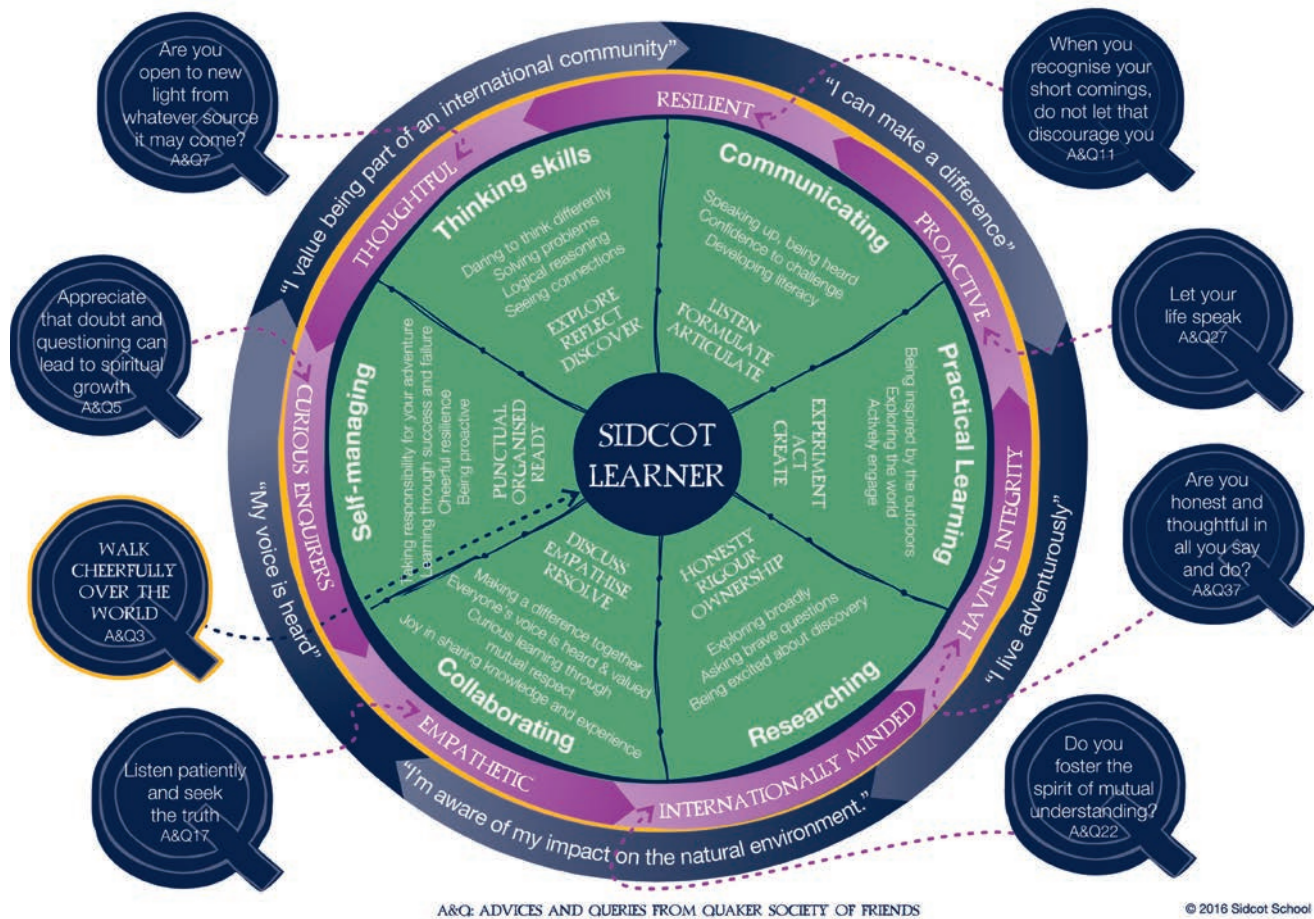 Are you
open to new
light from
whatever source
it may come?
A&Q7
When you
recognise your
short comings,
do not let that
discourage you
A&Q11
Appreciate
that doubt and
questioning can
lead to spiritual
growth
A&Q5
Let your
life speak
A&Q27
WALK
CHEERFULLY
OVER THE
WORLD
A&Q3
Are you
honest and
thoughtful in
all you say
and do?
A&Q37
Listen patiently
and seek
the truth
A&Q17
Do you
foster the
spirit of mutual
understanding?
A&Q22
"I value being part of an international community"
"I can make a difference"
"I live adventurously"
"I'm aware of my impact on the natural environment."
"My voice is heard"
RESILIENT
PROACTIVE
HAVING INTEGRITY
INTERNATIONALLY MINDED
EMPATHETIC
CURIOUS ENQUIRERS
THOUGHTFUL
Thinking skills
Daring to think differently
Solving problems
Logical reasoning
Seeing connections
EXPLORE
REFLECT
DISCOVER
Communicating
Speaking up, being heard
Confidence to challenge
Developing literacy
LISTEN
FORMULATE
ARTICULATE
Practical Learning
Being inspired by the outdoors
Exploring the world
Actively engage
EXPERIMENT
ACT
CREATE
HONESTY
RIGOUR
OWNERSHIP
Exploring broadly
Asking brave questions
Being excited about discovery
Researching
DISCUSS
EMPATHISE
RESOLVE
Making a difference together
Everyone's voice is heard & valued
Curious learning through
mutual respect
Joy in sharing knowledge and experience
Collaborating
Self-managing
Taking responsibility for your adventure
Learning through success and failure
Cheerful resilience
Being proactive
PUNCTUAL
ORGANISED
READY
SIDCOT
LEARNER
A&Q: ADVICES AND QUERIES FROM QUAKER SOCIETY OF FRIENDS
© 2016 Sidcot School